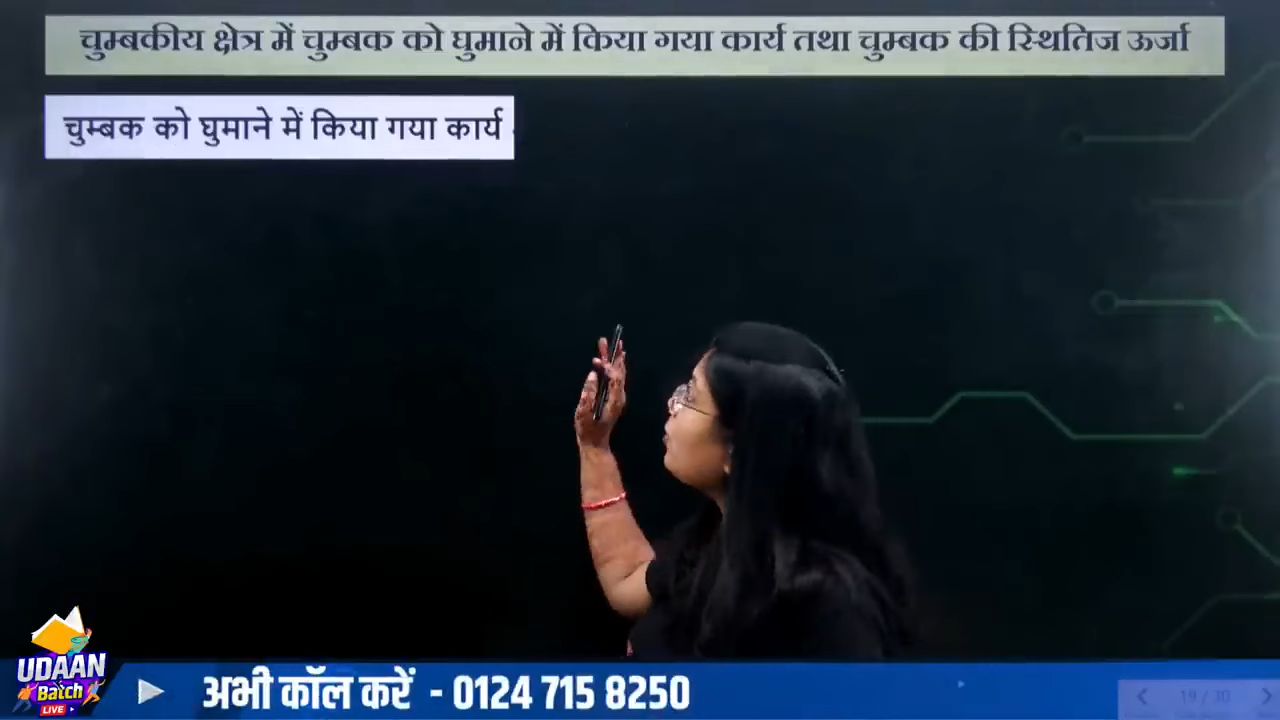 चुम्बकीय क्षेत्र में चुम्बक को घुमाने में किया गया कार्य तथा चुम्बक की स्थितिज ऊर्जा
चुम्बक को घुमाने में किया गया कार्य
UDAAN
Batch
LIVE
अभी कॉल करें - 0124 715 8250
19 / 30